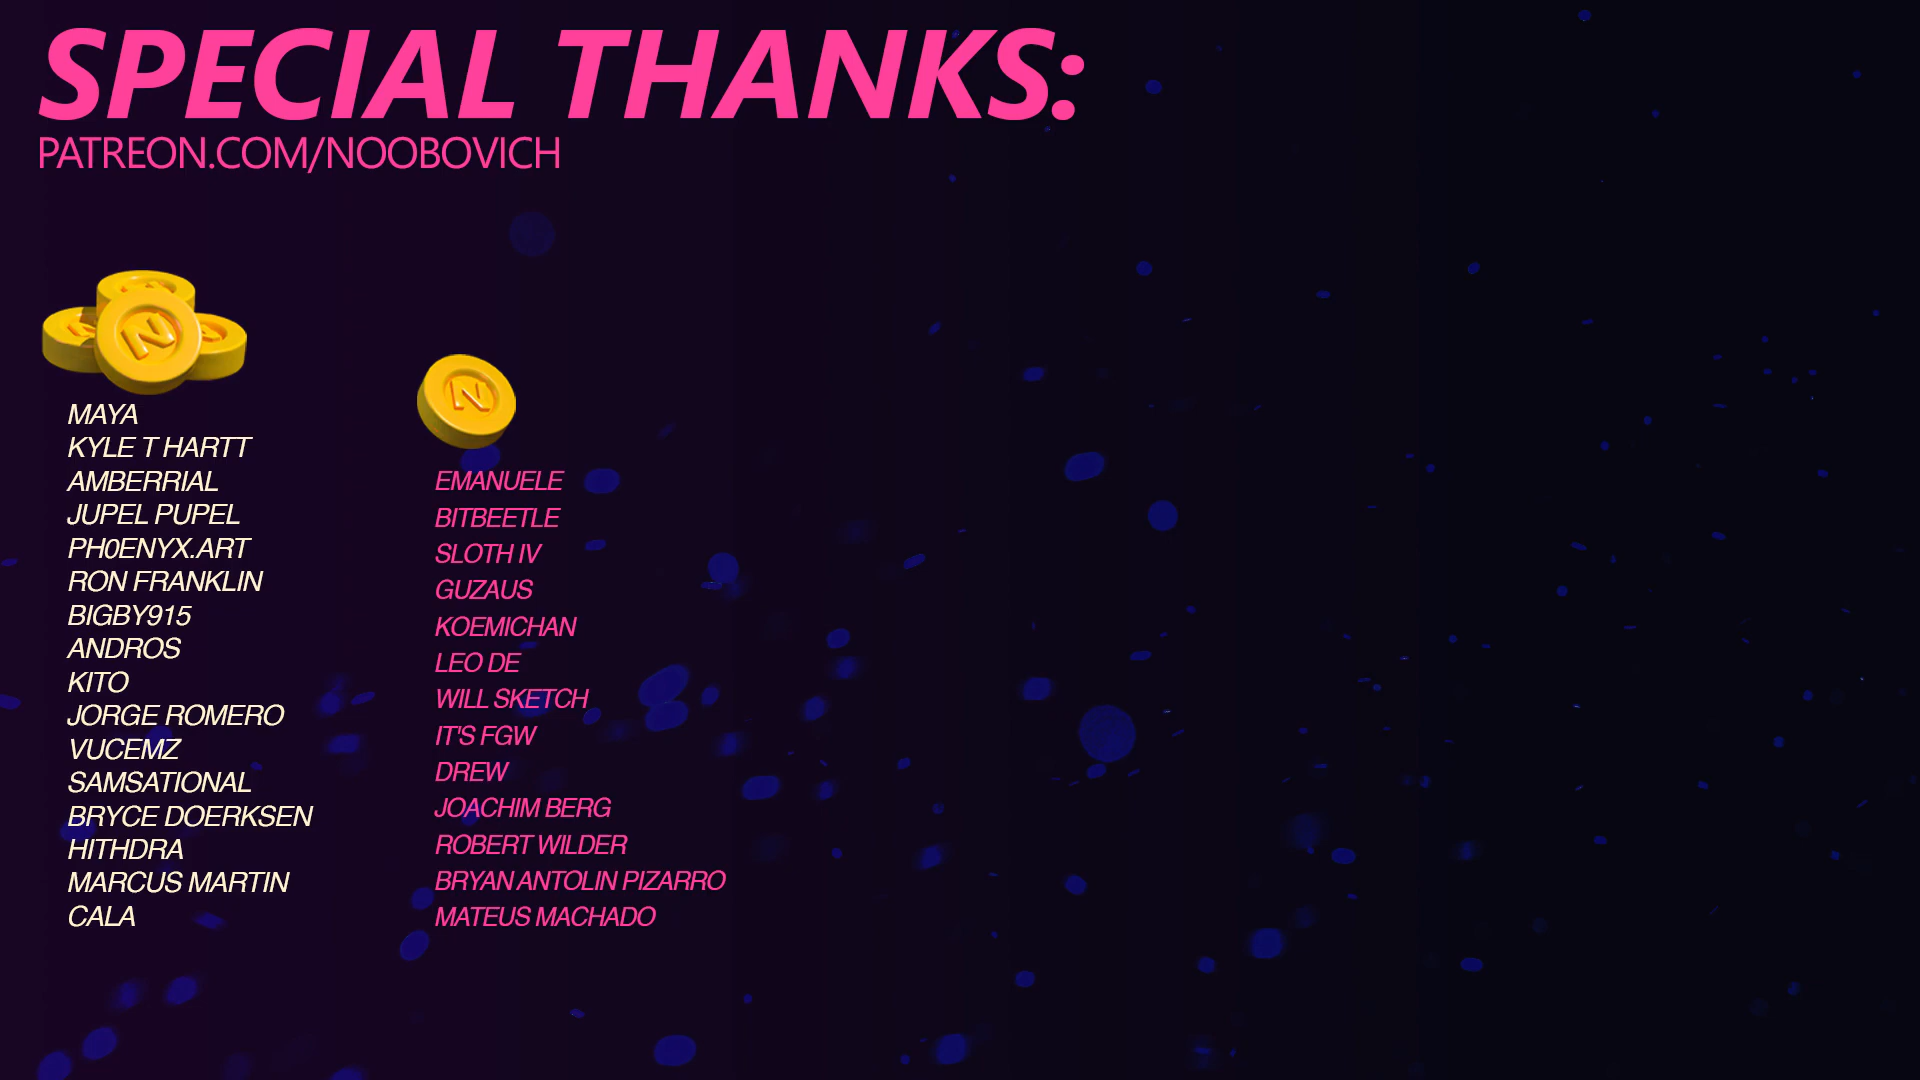 SPECIAL THANKS:
PATREON.COM/NOOBOVICH
N
N
MAYA
KYLE T HARTT
AMBERRIAL
JUPEL PUPEL
PH0ENYX.ART
RON FRANKLIN
BIGBY915
ANDROS
KITO
JORGE ROMERO
VUCEMZ
SAMSATIONAL
BRYCE DOERKSEN
HITHDRA
MARCUS MARTIN
CALA
EMANUELE
BITBEETLE
SLOTH IV
GUZAUS
KOEMICHAN
LEO DE
WILL SKETCH
IT'S FGW
DREW
JOACHIM BERG
ROBERT WILDER
BRYAN ANTOLIN PIZARRO
MATEUS MACHADO